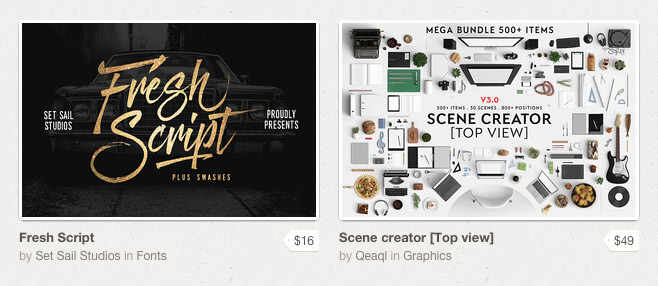 Fresh
Script
SET SAIL
STUDIOS
PROUDLY
PRESENTS
PLUS SWASHES
MEGA BUNDLE 500+ ITEMS
V3.0
500+ ITEMS . 30 SCENES . 800+ POSITIONS
SCENE CREATOR
[TOP VIEW]
Fresh Script
$16
by Set Sail Studios in Fonts
Scene creator [Top view]
$49
by Qeaql in Graphics